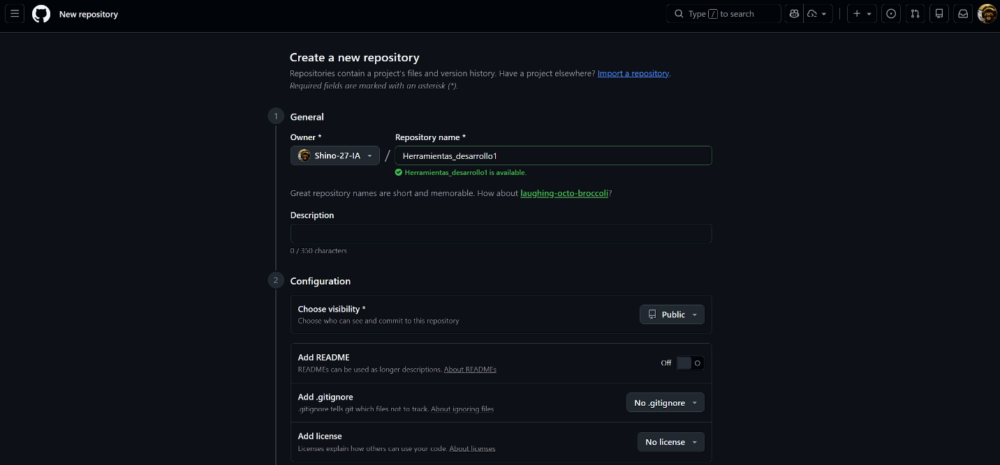 New repository
Type / to search
Create a new repository
Repositories contain a project's files and version history. Have a project elsewhere? Import a repository.
Required fields are marked with an asterisk (*).
1 General
Owner * Repository name *
Shino-27-IA / Herramientas_desarrollo1
Herramientas_desarrollo1 is available.
Great repository names are short and memorable. How about laughing-octo-broccoli?
Description
0 / 350 characters
2 Configuration
Choose visibility *
Choose who can see and commit to this repository
Public
Add README
READMEs can be used as longer descriptions. About READMEs
Off
Add .gitignore
.gitignore tells git which files not to track. About ignoring files
No .gitignore
Add license
Licenses explain how others can use your code. About licenses
No license